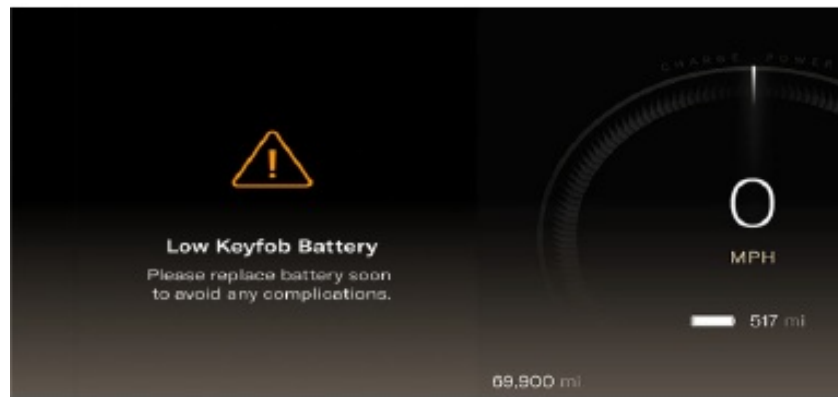 CHARGE POWER
Low Keyfob Battery
Please replace battery soon
to avoid any complications.
0
MPH
517 mi
69,900 mi